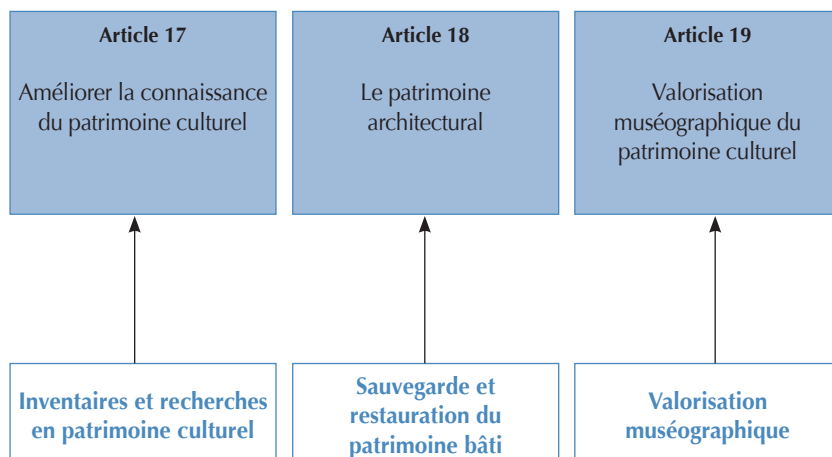 Article 17
Améliorer la connaissance
du patrimoine culturel
Article 18
Le patrimoine
architectural
Article 19
Valorisation
muséographique du
patrimoine culturel
Inventaires et recherches
en patrimoine culturel
Sauvegarde et
restauration du
patrimoine bâti
Valorisation
muséographique